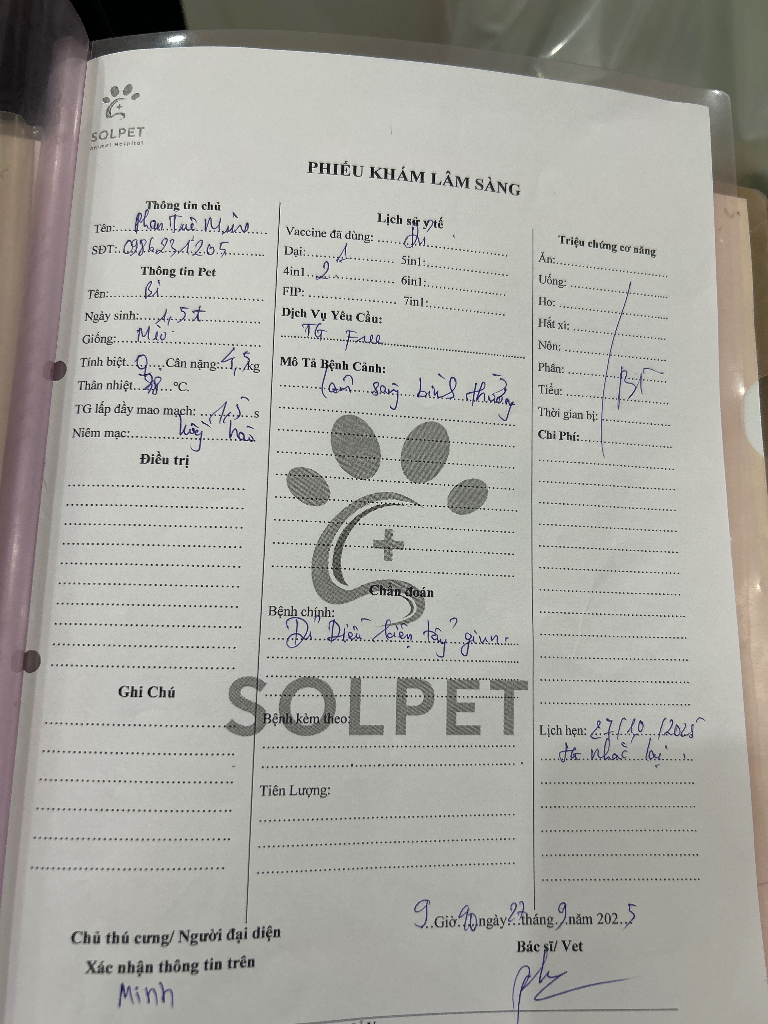 SOLPET
Animal Hospital
PHIẾU KHÁM LÂM SÀNG
Thông tin chủ
Tên: Phan Tuệ Minh
SĐT: 0986231205
Thông tin Pet
Tên: Bi
Ngày sinh: 1,5t
Giống: Mèo
Tính biệt: Cân nặng: 4,5 kg
Thân nhiệt 38 °C.
TG lấp đầy mao mạch: 1,5 s
Niêm mạc: hồng hào
Điều trị
Ghi Chú
Lịch sử y tế
Vaccine đã dùng:
Dại: 1 5in1:
4in1 2 6in1:
FIP: 7in1:
Dịch Vụ Yêu Cầu:
TG Free
Mô Tả Bệnh Cảnh:
Lâm sàng bình thường
Chẩn đoán
Bệnh chính:
Đủ Điều kiện tẩy giun.
SOLPET
Bệnh kèm theo:
Tiên Lượng:
Triệu chứng cơ năng
Ăn:
Uống:
Ho:
Hắt xì:
Nôn:
Phân: BT
Tiểu:
Thời gian bị:
Chi Phí:
Lịch hẹn: 27/10/2025
tg nhắc lại.
9 Giờ 90 ngày 27 tháng 9 năm 2025
Bác sĩ/ Vet
Chủ thú cưng/ Người đại diện
Xác nhận thông tin trên
Minh